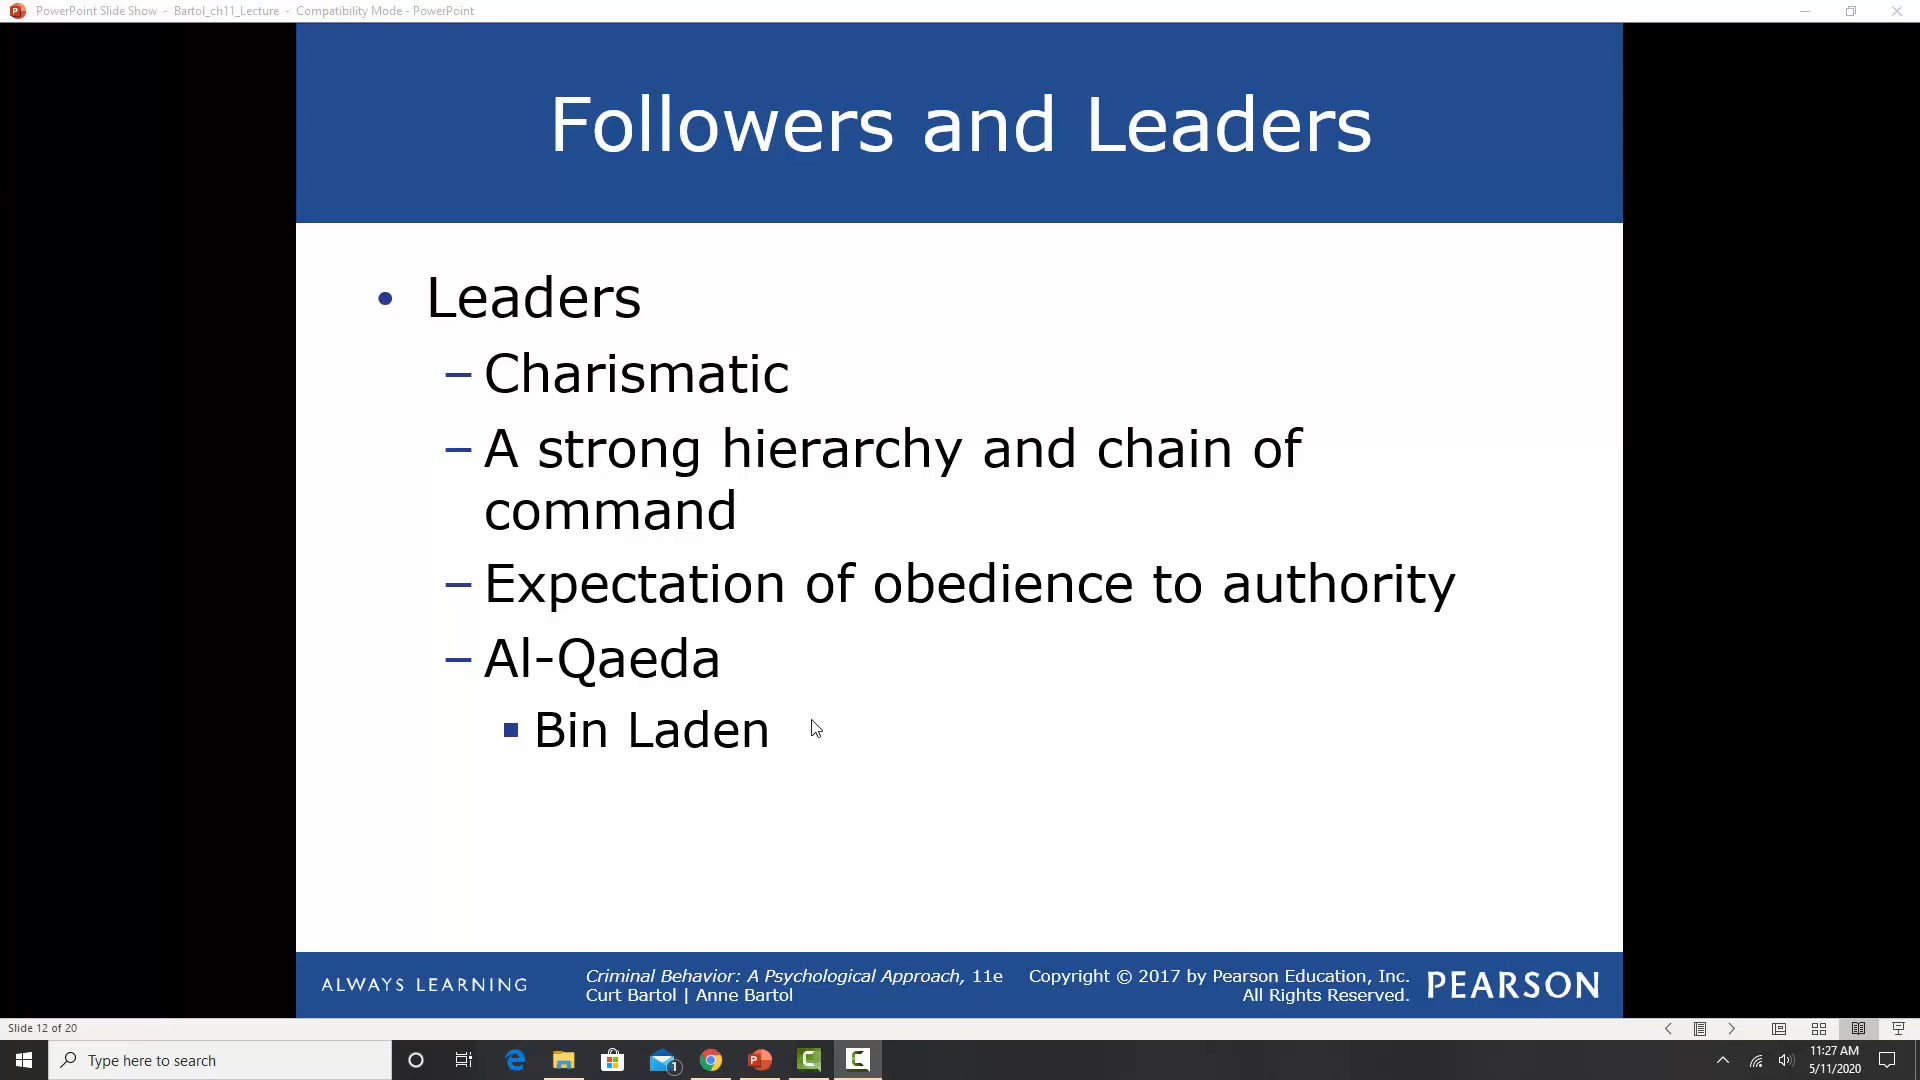 PowerPoint Slide Show - Bartol_ch11_Lecture - Compatibility Mode - PowerPoint
Followers and Leaders
• Leaders
– Charismatic
– A strong hierarchy and chain of
command
– Expectation of obedience to authority
– Al-Qaeda
▪ Bin Laden
ALWAYS LEARNING
Criminal Behavior: A Psychological Approach, 11e
Curt Bartol | Anne Bartol
Copyright © 2017 by Pearson Education, Inc.
All Rights Reserved.
PEARSON
Slide 12 of 20
Type here to search
1
11:27 AM
5/11/2020